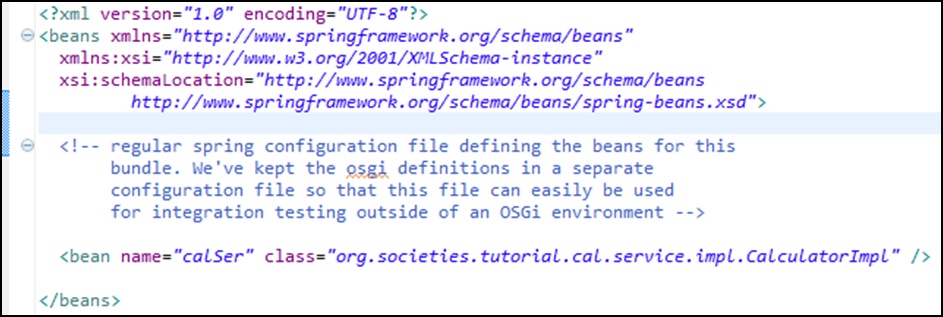 <?xml version="1.0" encoding="UTF-8"?>
<beans xmlns="http://www.springframework.org/schema/beans"
xmlns:xsi="http://www.w3.org/2001/XMLSchema-instance"
xsi:schemaLocation="http://www.springframework.org/schema/beans
http://www.springframework.org/schema/beans/spring-beans.xsd">
<!-- regular spring configuration file defining the beans for this
bundle. We've kept the osgi definitions in a separate
configuration file so that this file can easily be used
for integration testing outside of an OSGi environment -->
<bean name="calSer" class="org.societies.tutorial.cal.service.impl.CalculatorImpl" />
</beans>